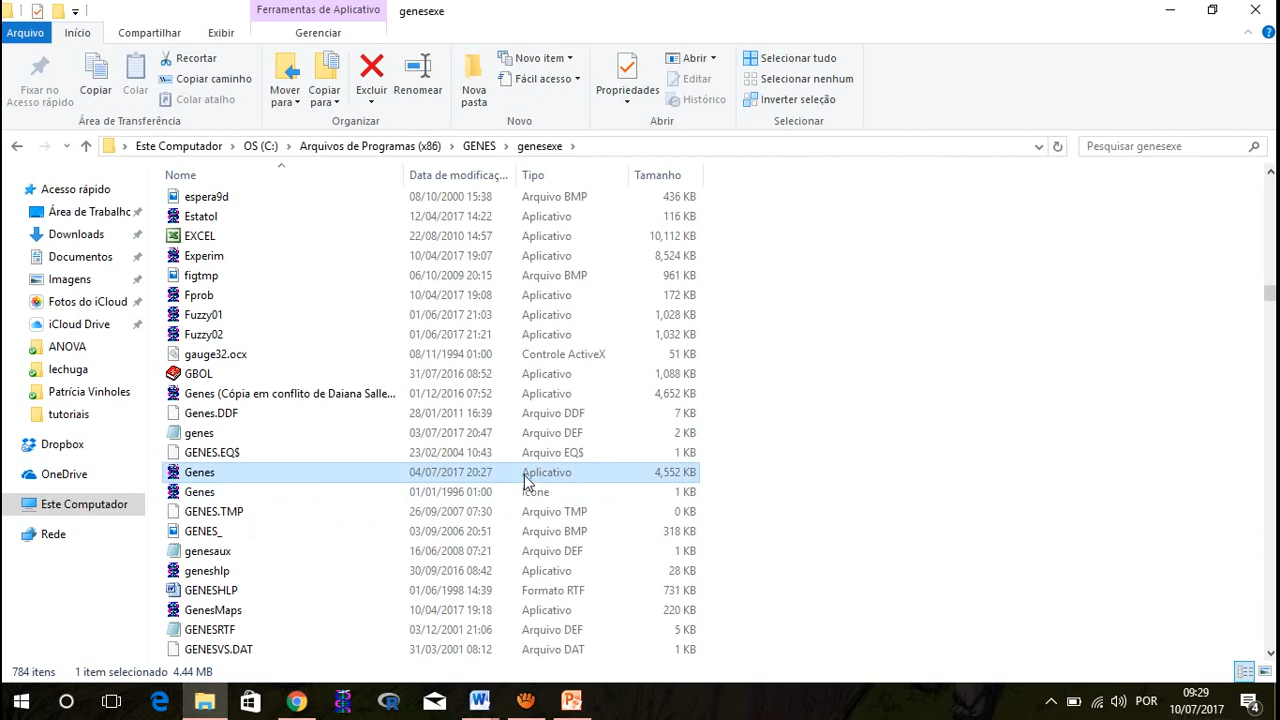 Ferramentas de Aplicativo genesexe
Arquivo Início Compartilhar Exibir Gerenciar
Fixar no Acesso rápido
Copiar
Colar
Recortar
Copiar caminho
Colar atalho
Mover para
Copiar para
Excluir
Renomear
Nova pasta
Novo item
Fácil acesso
Propriedades
Abrir
Editar
Histórico
Selecionar tudo
Selecionar nenhum
Inverter seleção
Área de Transferência Organizar Novo Abrir Selecionar
Este Computador > OS (C:) > Arquivos de Programas (x86) > GENES > genesexe > Pesquisar genesexe
Acesso rápido
Área de Trabalho
Downloads
Documentos
Imagens
Fotos do iCloud
iCloud Drive
ANOVA
lechuga
Patrícia Vinholes
tutoriais
Dropbox
OneDrive
Este Computador
Rede
Nome Data de modificaç... Tipo Tamanho
espera9d 08/10/2000 15:38 Arquivo BMP 436 KB
Estatol 12/04/2017 14:22 Aplicativo 116 KB
EXCEL 22/08/2010 14:57 Aplicativo 10,112 KB
Experim 10/04/2017 19:07 Aplicativo 8,524 KB
figtmp 06/10/2009 20:15 Arquivo BMP 961 KB
Fprob 10/04/2017 19:08 Aplicativo 172 KB
Fuzzy01 01/06/2017 21:03 Aplicativo 1,028 KB
Fuzzy02 01/06/2017 21:21 Aplicativo 1,032 KB
gauge32.ocx 08/11/1994 01:00 Controle ActiveX 51 KB
GBOL 31/07/2016 08:52 Aplicativo 1,088 KB
Genes (Cópia em conflito de Daiana Salle... 01/12/2016 07:52 Aplicativo 4,652 KB
Genes.DDF 28/01/2011 16:39 Arquivo DDF 7 KB
genes 03/07/2017 20:47 Arquivo DEF 2 KB
GENES.EQ$ 23/02/2004 10:43 Arquivo EQ$ 1 KB
Genes 04/07/2017 20:27 Aplicativo 4,552 KB
Genes 01/01/1996 01:00 Ícone 1 KB
GENES.TMP 26/09/2007 07:30 Arquivo TMP 0 KB
GENES_ 03/09/2006 20:51 Arquivo BMP 318 KB
genesaux 16/06/2008 07:21 Arquivo DEF 1 KB
geneshlp 30/09/2016 08:42 Aplicativo 28 KB
GENESHLP 01/06/1998 14:39 Formato RTF 731 KB
GenesMaps 10/04/2017 19:18 Aplicativo 220 KB
GENESRTF 03/12/2001 21:06 Arquivo DEF 5 KB
GENESVS.DAT 31/03/2001 08:12 Arquivo DAT 1 KB
784 itens 1 item selecionado 4.44 MB
POR 09:29
10/07/2017
4